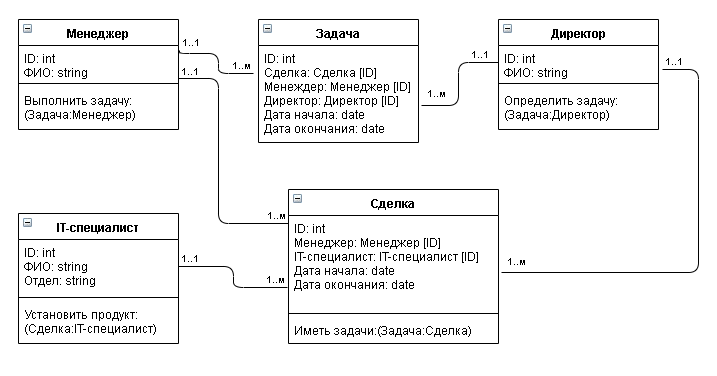 Менеджер
ID: int
ФИО: string
Выполнить задачу:
(Задача:Менеджер)
1..1
1..1
1..м
Задача
ID: int
Сделка: Сделка [ID]
Менеждер: Менеджер [ID]
Директор: Директор [ID]
Дата начала: date
Дата окончания: date
1..м
1..1
Директор
ID: int
ФИО: string
Определить задачу:
(Задача:Директор)
1..1
IT-специалист
ID: int
ФИО: string
Отдел: string
Установить продукт:
(Сделка:IT-специалист)
1..1
1..м
1..м
Сделка
ID: int
Менеджер: Менеджер [ID]
IT-специалист: IT-специалист [ID]
Дата начала: date
Дата окончания: date
Иметь задачи:(Задача:Сделка)
1..м